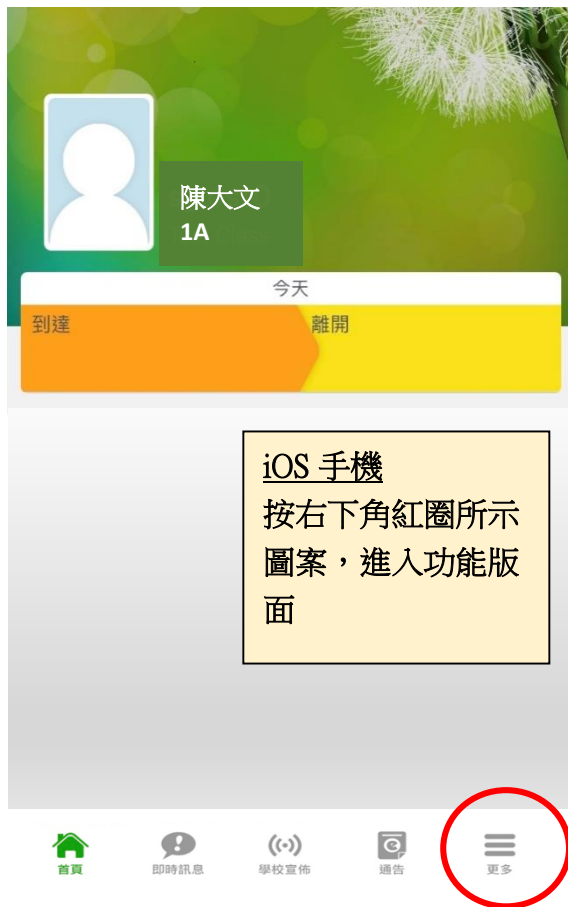 陳大文
1A
今天
到達
離開
iOS 手機
按右下角紅圈所示
圖案，進入功能版
面
首頁
即時訊息
學校宣佈
通告
更多